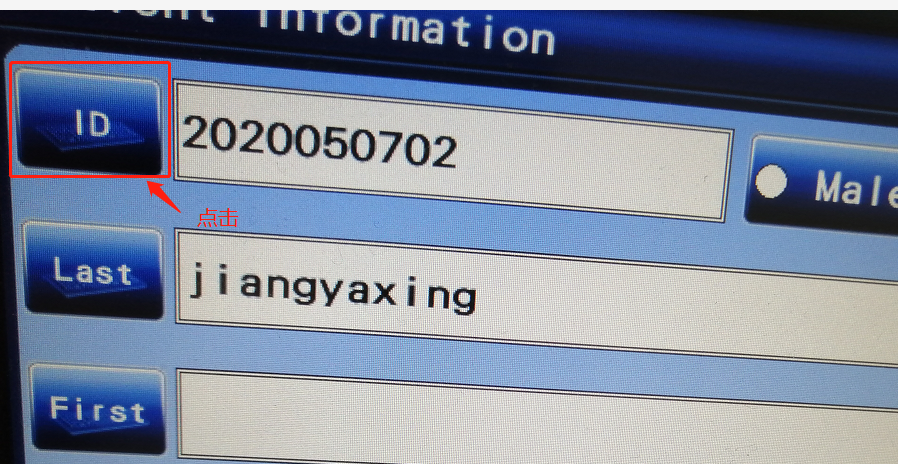 Information
ID 2020050702 Male
点击
Last jiangyaxing
First